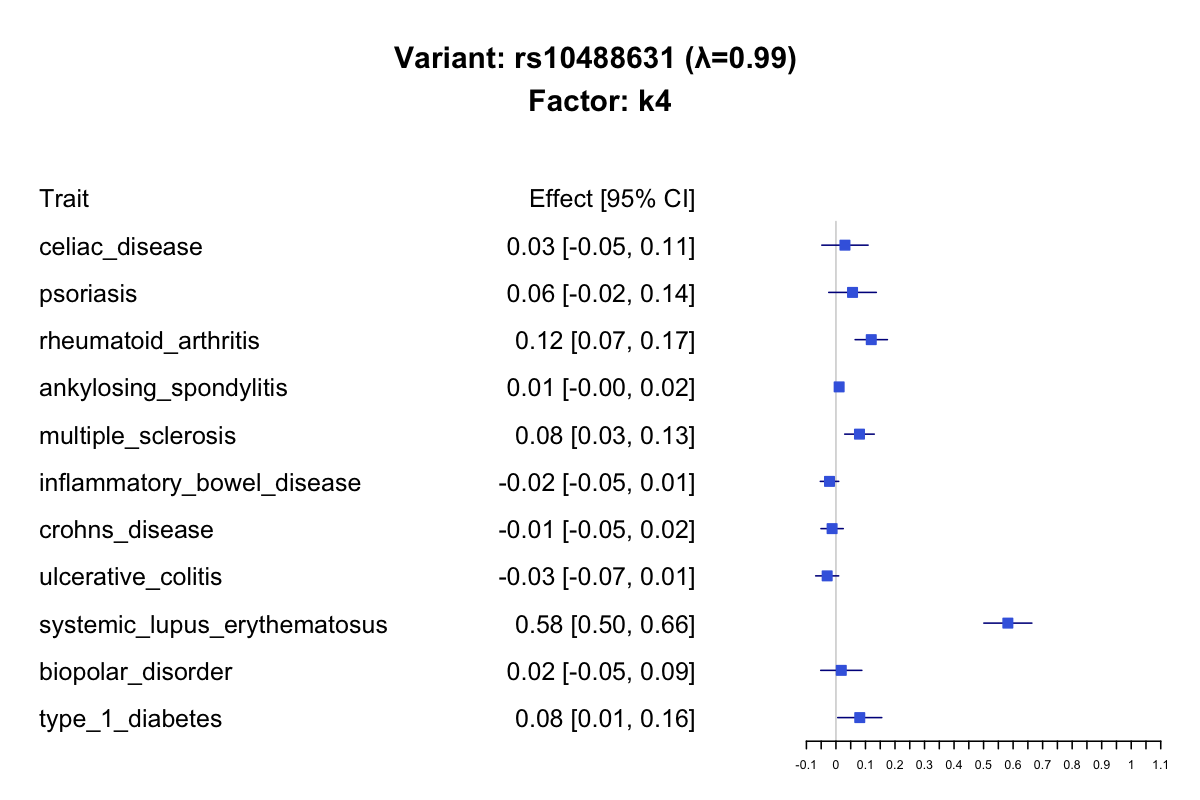 Variant: rs10488631 (λ=0.99)
Factor: k4
Trait Effect [95% CI]
celiac_disease 0.03 [-0.05, 0.11]
psoriasis 0.06 [-0.02, 0.14]
rheumatoid_arthritis 0.12 [0.07, 0.17]
ankylosing_spondylitis 0.01 [-0.00, 0.02]
multiple_sclerosis 0.08 [0.03, 0.13]
inflammatory_bowel_disease -0.02 [-0.05, 0.01]
crohns_disease -0.01 [-0.05, 0.02]
ulcerative_colitis -0.03 [-0.07, 0.01]
systemic_lupus_erythematosus 0.58 [0.50, 0.66]
biopolar_disorder 0.02 [-0.05, 0.09]
type_1_diabetes 0.08 [0.01, 0.16]
-0.1 0 0.1 0.2 0.3 0.4 0.5 0.6 0.7 0.8 0.9 1 1.1